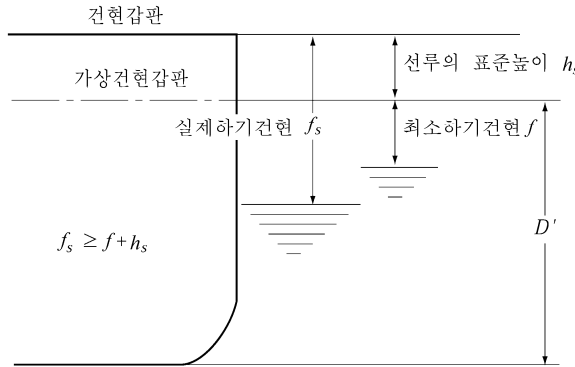 건현갑판
선루의 표준높이 hₛ
가상건현갑판
실제하기건현 fₛ
최소하기건현 f
D'
fₛ ≥ f+hₛ